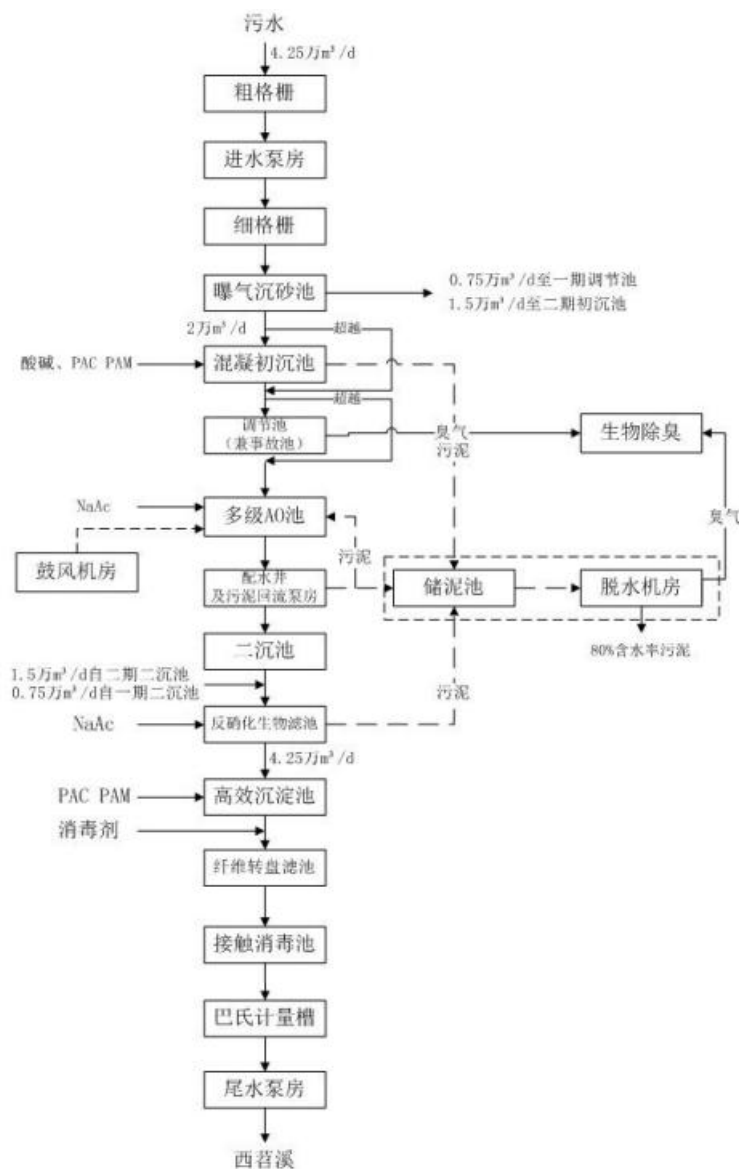 污水
4.25万m³/d
粗格栅
进水泵房
细格栅
曝气沉砂池
0.75万m³/d至一期调节池
1.5万m³/d至二期初沉池
2万m³/d
超越
酸碱、PAC PAM
混凝初沉池
超越
调节池
(兼事故池)
臭气
污泥
生物除臭
NaAc
多级AO池
臭气
鼓风机房
污泥
配水井
及污泥回流泵房
储泥池
脱水机房
二沉池
80%含水率污泥
1.5万m³/d自二期二沉池
0.75万m³/d自一期二沉池
污泥
NaAc
反硝化生物滤池
4.25万m³/d
PAC PAM
高效沉淀池
消毒剂
纤维转盘滤池
接触消毒池
巴氏计量槽
尾水泵房
西苕溪